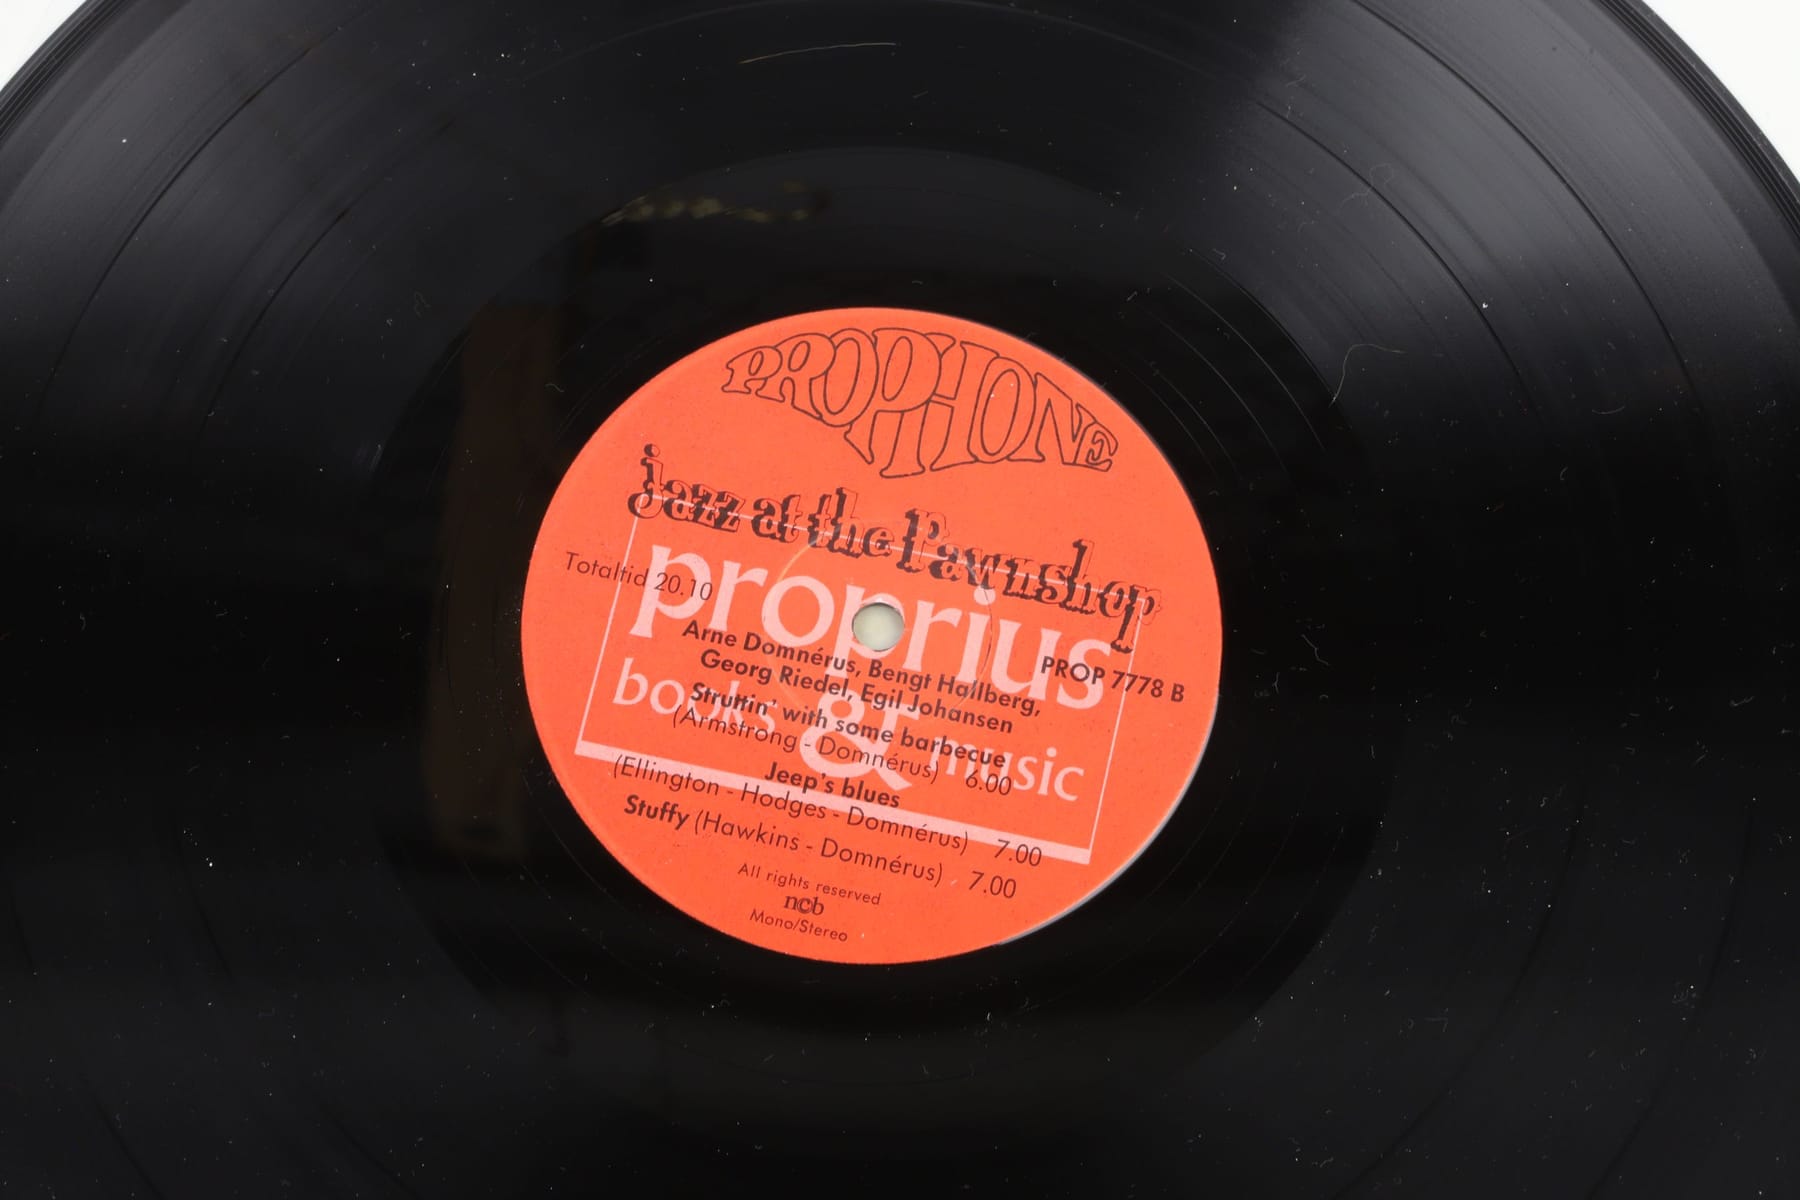 PROPHONE
jazz at the Pawnshop
proprius
books & music
Totaltid 20.10
PROP 7778 B
Arne Domnérus, Bengt Hallberg,
Georg Riedel, Egil Johansen
Struttin' with some barbecue
(Armstrong - Domnérus) 6.00
Jeep's blues
(Ellington - Hodges - Domnérus) 7.00
Stuffy (Hawkins - Domnérus) 7.00
All rights reserved
ncb
Mono/Stereo